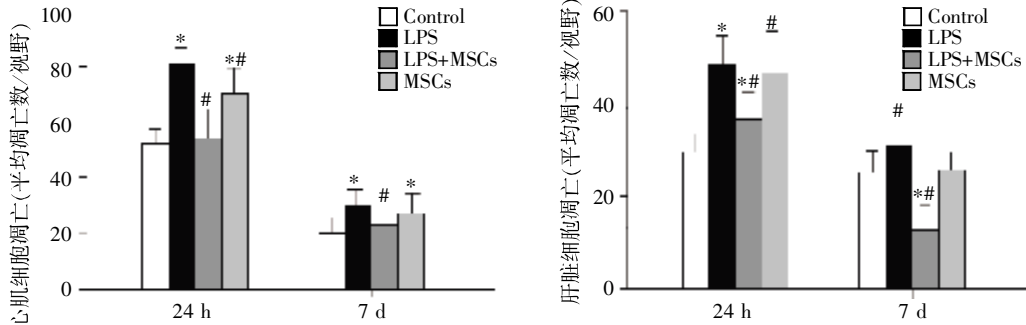 心肌细胞凋亡(平均凋亡数/视野)
100
80
60
40
20
0
* # *#
* # *
24 h
7 d
Control
LPS
LPS+MSCs
MSCs
肝脏细胞凋亡(平均凋亡数/视野)
60
40
20
0
* *# #
# *#
24 h
7 d
Control
LPS
LPS+MSCs
MSCs